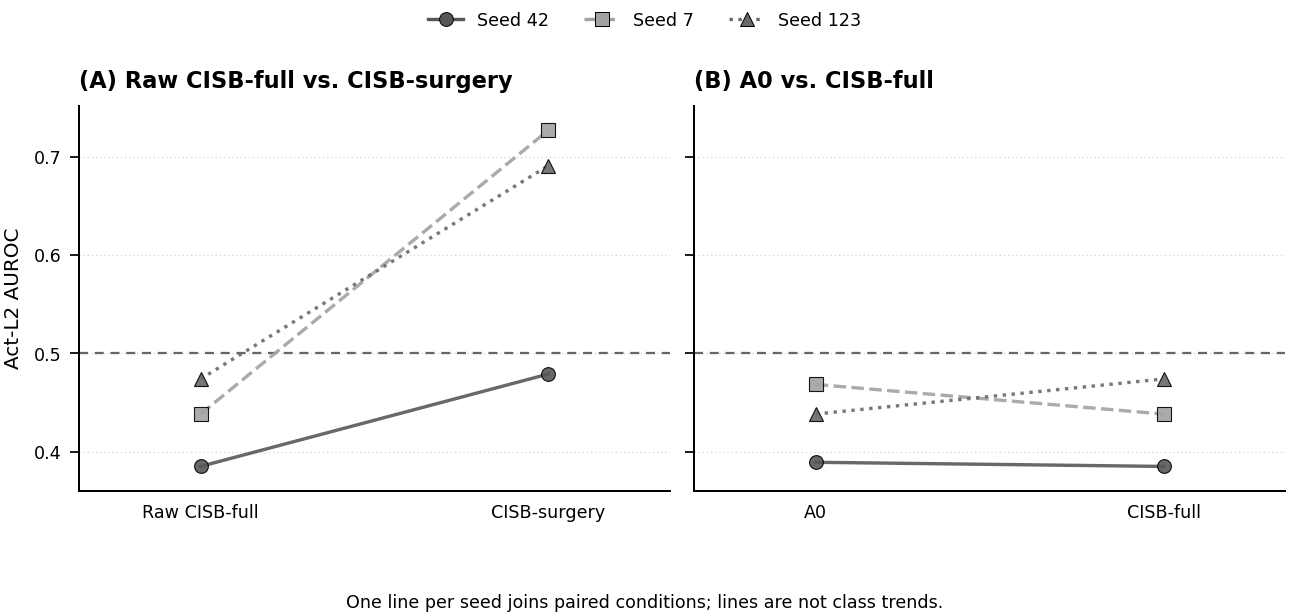 Seed 42 Seed 7 Seed 123
(A) Raw CISB-full vs. CISB-surgery
(B) A0 vs. CISB-full
Act-L2 AUROC
0.7
0.6
0.5
0.4
Raw CISB-full CISB-surgery
A0 CISB-full
One line per seed joins paired conditions; lines are not class trends.